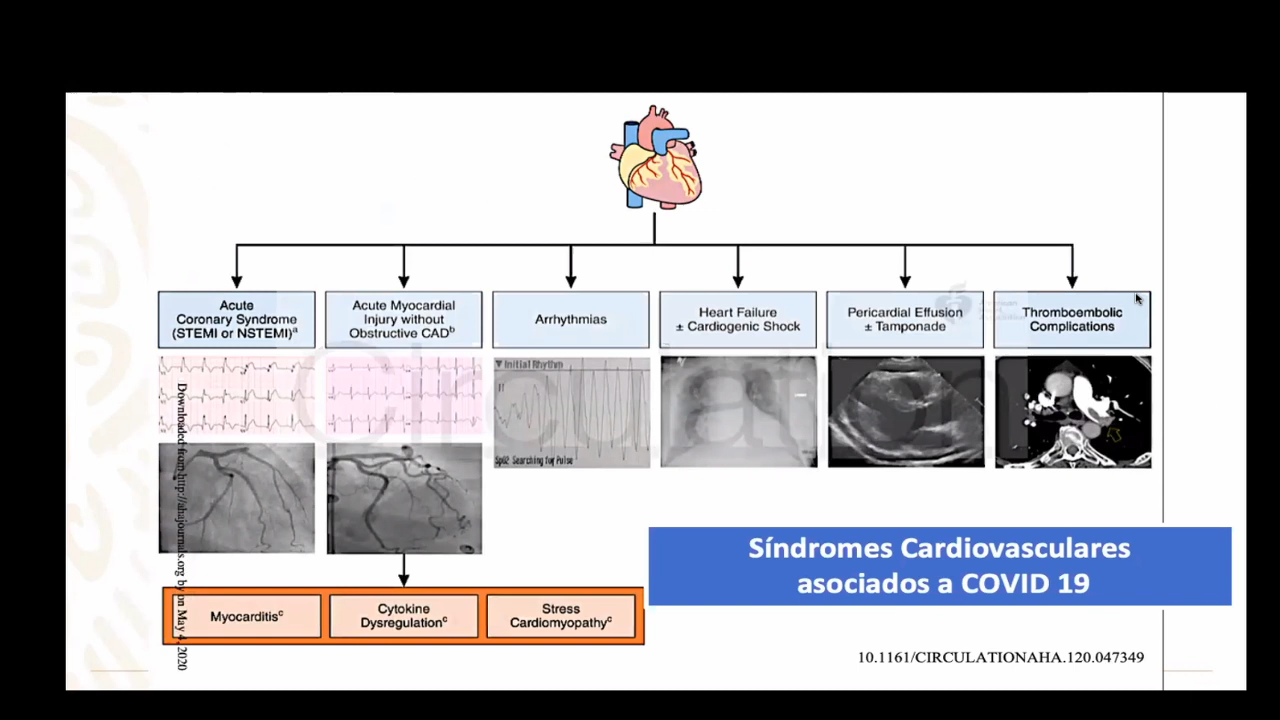 Acute
Coronary Syndrome
(STEMI or NSTEMI)ᵃ
Acute Myocardial
Injury without
Obstructive CADᵇ
Arrhythmias
Heart Failure
± Cardiogenic Shock
Pericardial Effusion
± Tamponade
Thromboembolic
Complications
▼ Initial Rhythm
II
SpO2 Searching for Pulse
Circulation
Downloaded from http://ahajournals.org by on May 4, 2020
Síndromes Cardiovasculares
asociados a COVID 19
Myocarditisᶜ
Cytokine
Dysregulationᶜ
Stress
Cardiomyopathyᶜ
10.1161/CIRCULATIONAHA.120.047349